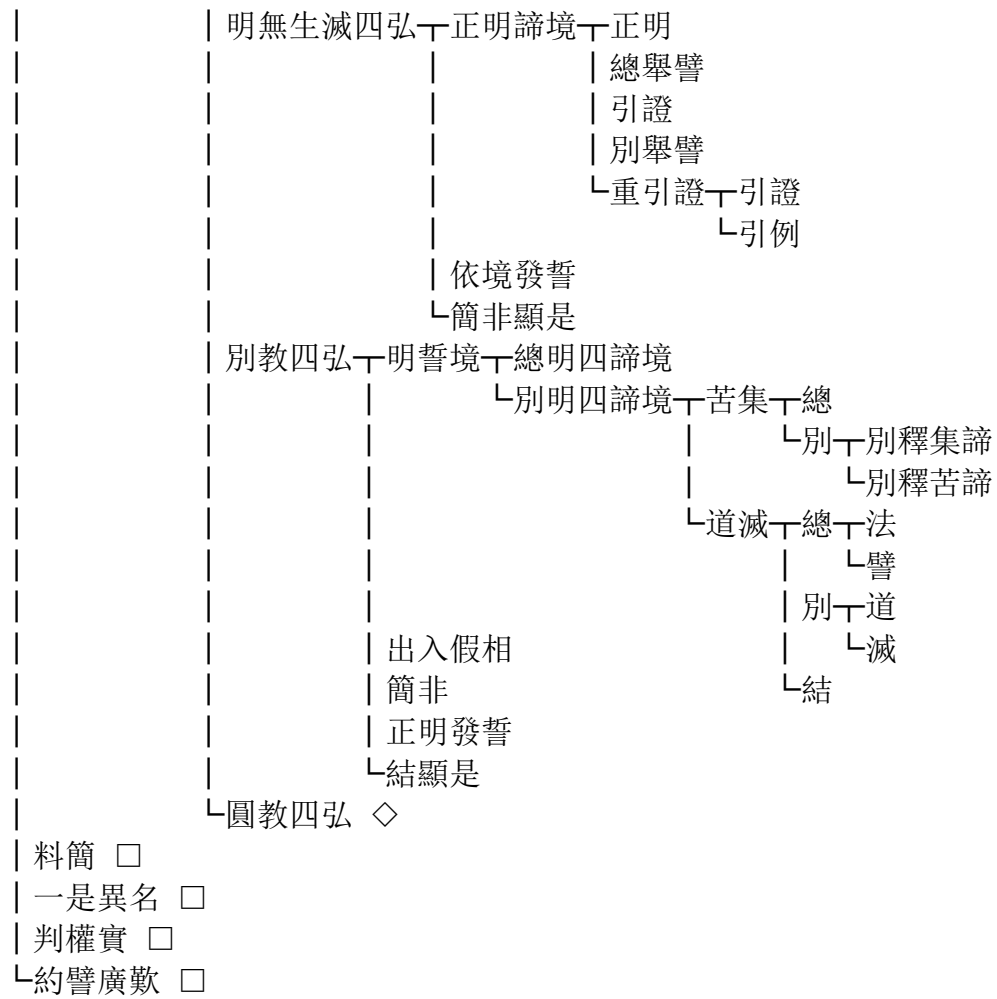 明無生滅四弘 正明諦境 正明
總舉譬
引證
別舉譬
重引證 引證
引例
依境發誓
簡非顯是
別教四弘 明誓境 總明四諦境
別明四諦境 苦集 總
別 別釋集諦
別釋苦諦
道滅 總 法
譬
別 道
出入假相 滅
簡非 結
正明發誓
結顯是
圓教四弘 ◇
料簡 □
一是異名 □
判權實 □
約譬廣歎 □